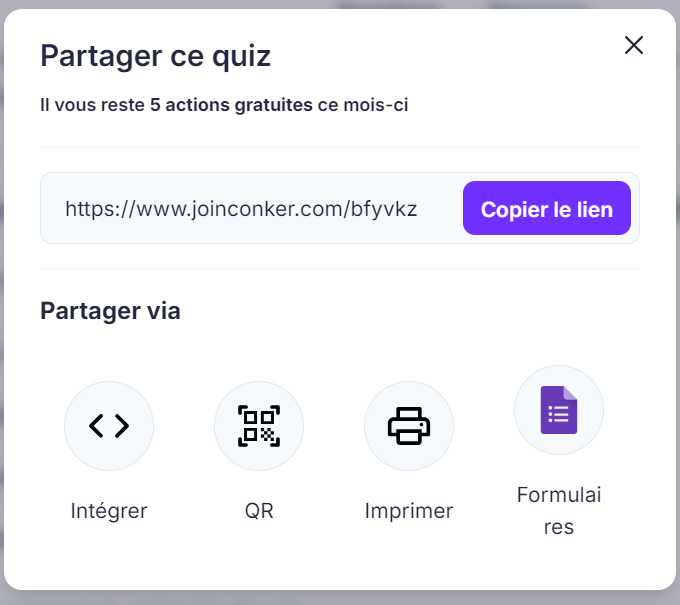 Partager ce quiz
Il vous reste 5 actions gratuites ce mois-ci
https://www.joinconker.com/bfyvkz
Copier le lien
Partager via
Intégrer
QR
Imprimer
Formulai
res